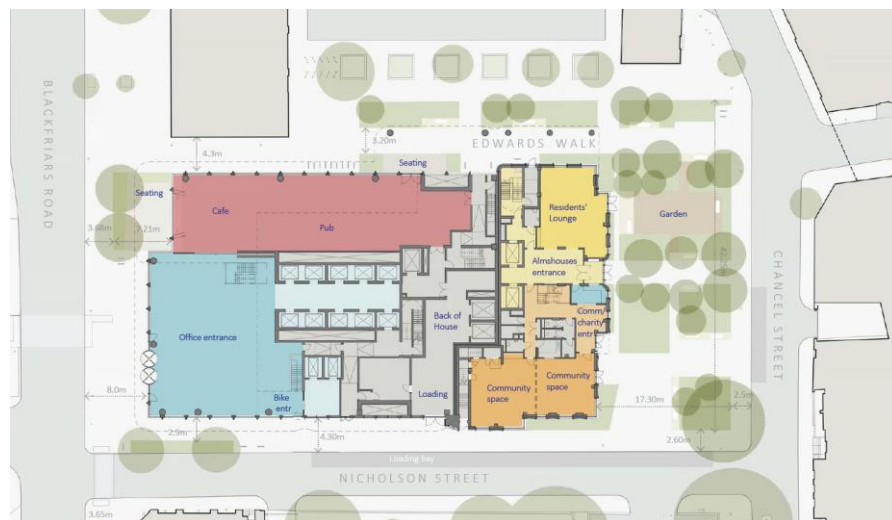 BLACKFRIARS ROAD
4.3m
3.20m
EDWARDS WALK
Seating
Seating
Cafe
Pub
Residents'
Lounge
Garden
3.68m
7.21m
Almshouses
entrance
CHANCEL STREET
Office entrance
Back of
House
Comm/
charity
entr
Community
space
Community
space
Bike
entr
Loading
8.0m
2.9m
4.30m
17.30m
2.5m
2.60m
Loading bay
NICHOLSON STREET
3.65m